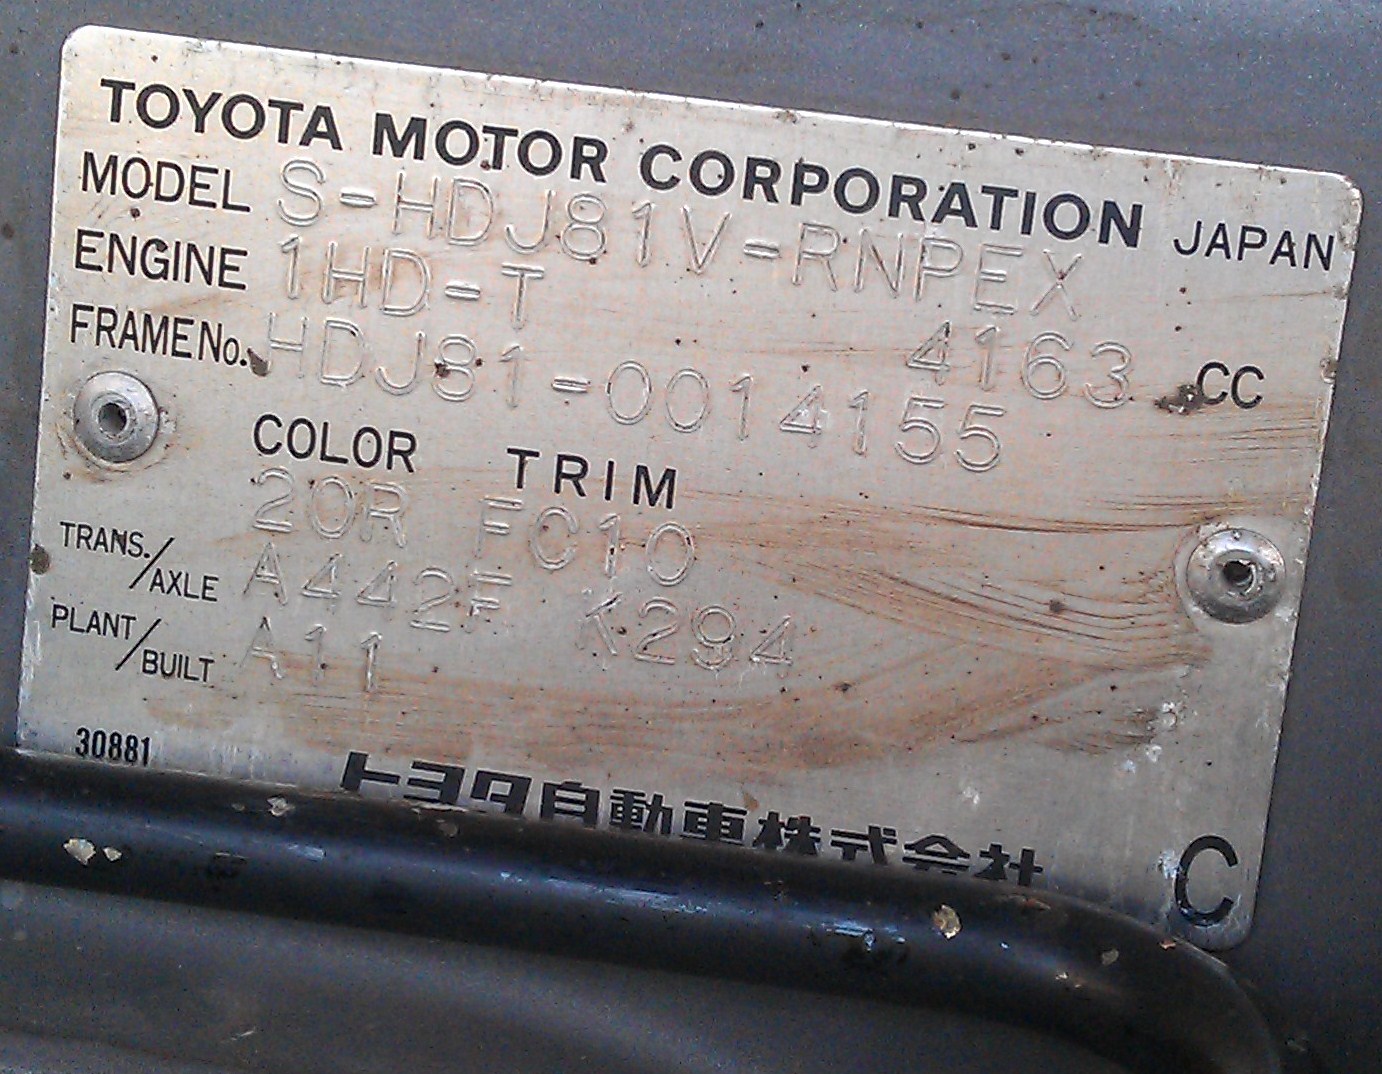 TOYOTA MOTOR CORPORATION JAPAN
MODEL S-HDJ81V-RNPEX
ENGINE 1HD-T 4163 CC
FRAME No. HDJ81-0014155
COLOR TRIM
20R FC10
TRANS./AXLE A442F K294
PLANT/BUILT A11
30881
トヨタ自動車株式会社 C